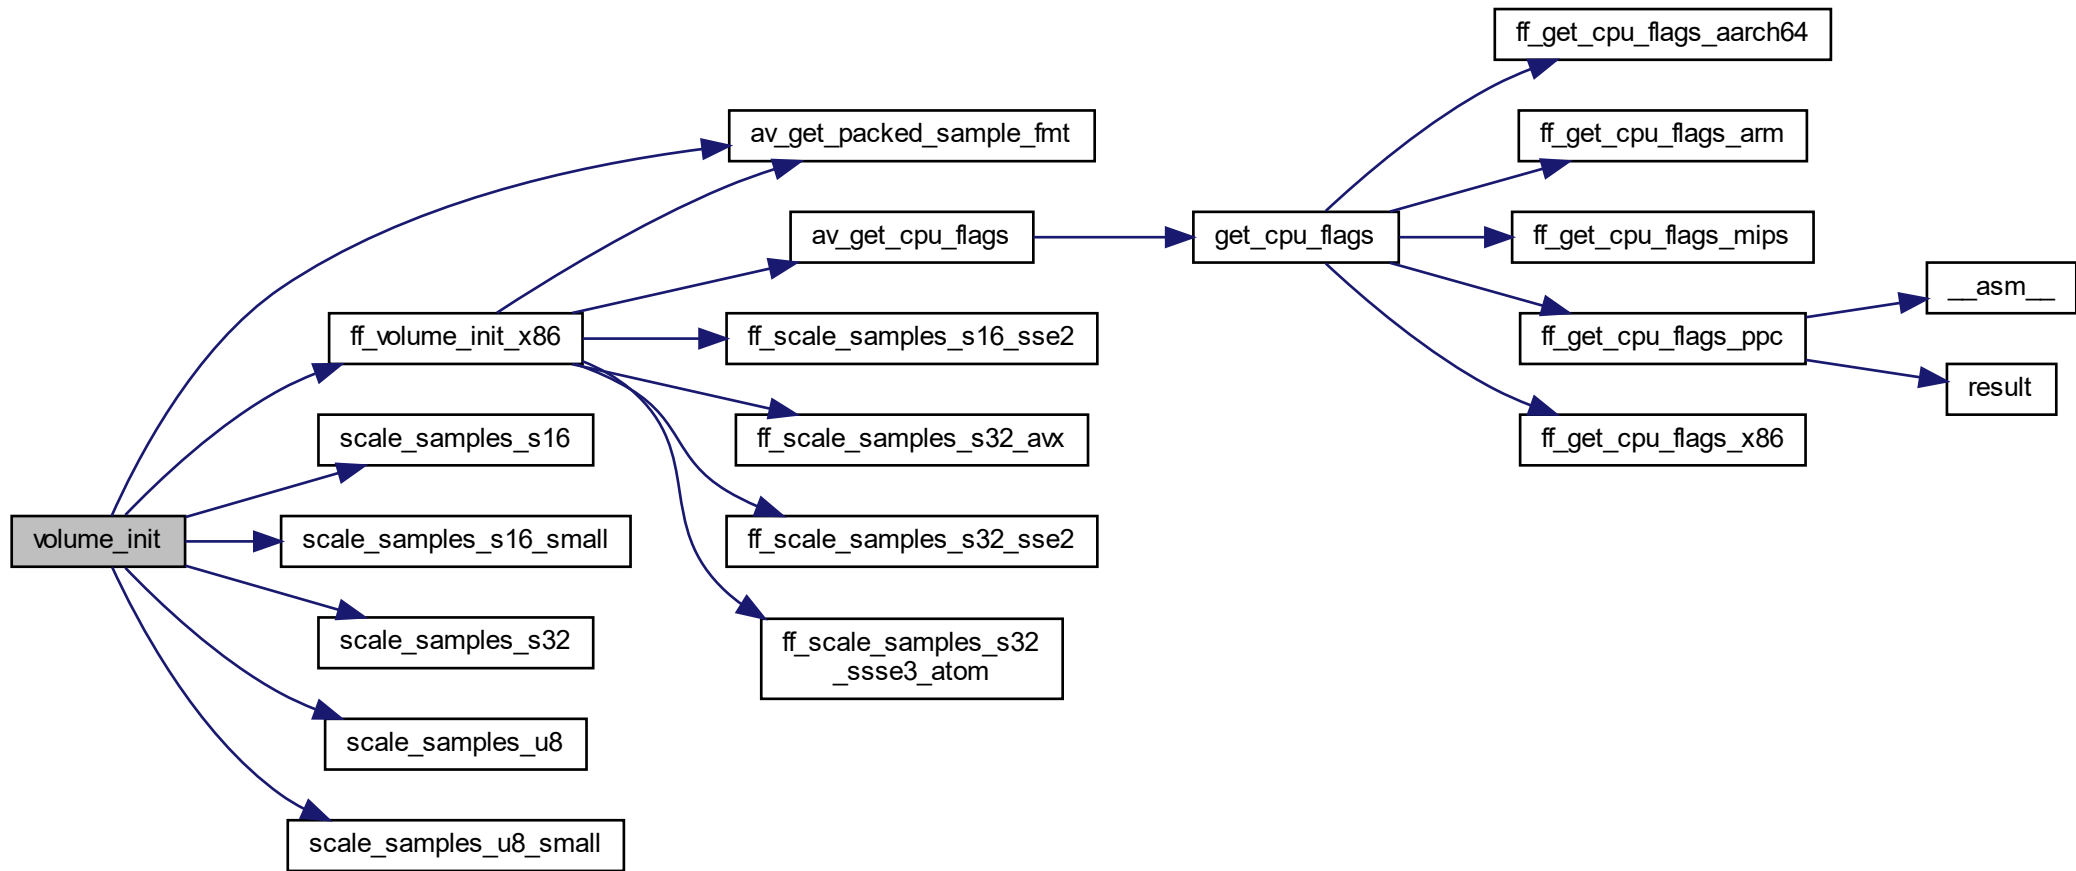 ff_get_cpu_flags_aarch64
av_get_packed_sample_fmt
ff_get_cpu_flags_arm
av_get_cpu_flags
get_cpu_flags
ff_get_cpu_flags_mips
__asm__
ff_volume_init_x86
ff_scale_samples_s16_sse2
ff_get_cpu_flags_ppc
result
scale_samples_s16
ff_scale_samples_s32_avx
ff_get_cpu_flags_x86
volume_init
scale_samples_s16_small
ff_scale_samples_s32_sse2
scale_samples_s32
ff_scale_samples_s32
_ssse3_atom
scale_samples_u8
scale_samples_u8_small